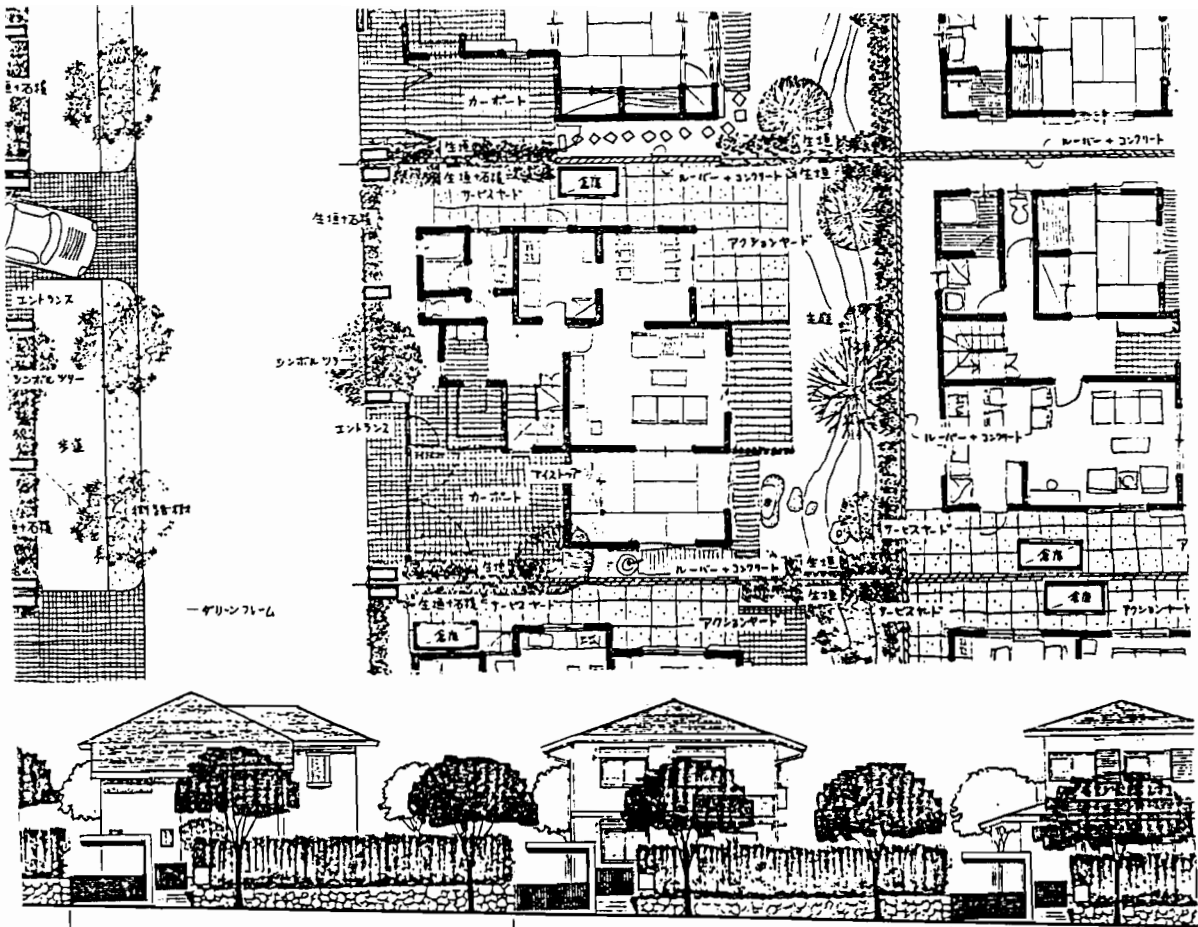 カーポート
ルーバー+コンクリート
生垣
生垣
生垣+石積
ルーバー+コンクリート
生垣
倉庫
サービスヤード
生垣+石積
アクションヤード
エントランス
主庭
シンボルツリー
シンボルツリー
エントランス
ルーバー+コンクリート
歩道
アイストップ
カーポート
街路樹
サービスヤード
倉庫
生垣
ルーバー+コンクリート
生垣
グリーンフレーム
生垣+石積
サービスヤード
生垣
サービスヤード
倉庫
アクションヤード
倉庫
アクションヤード